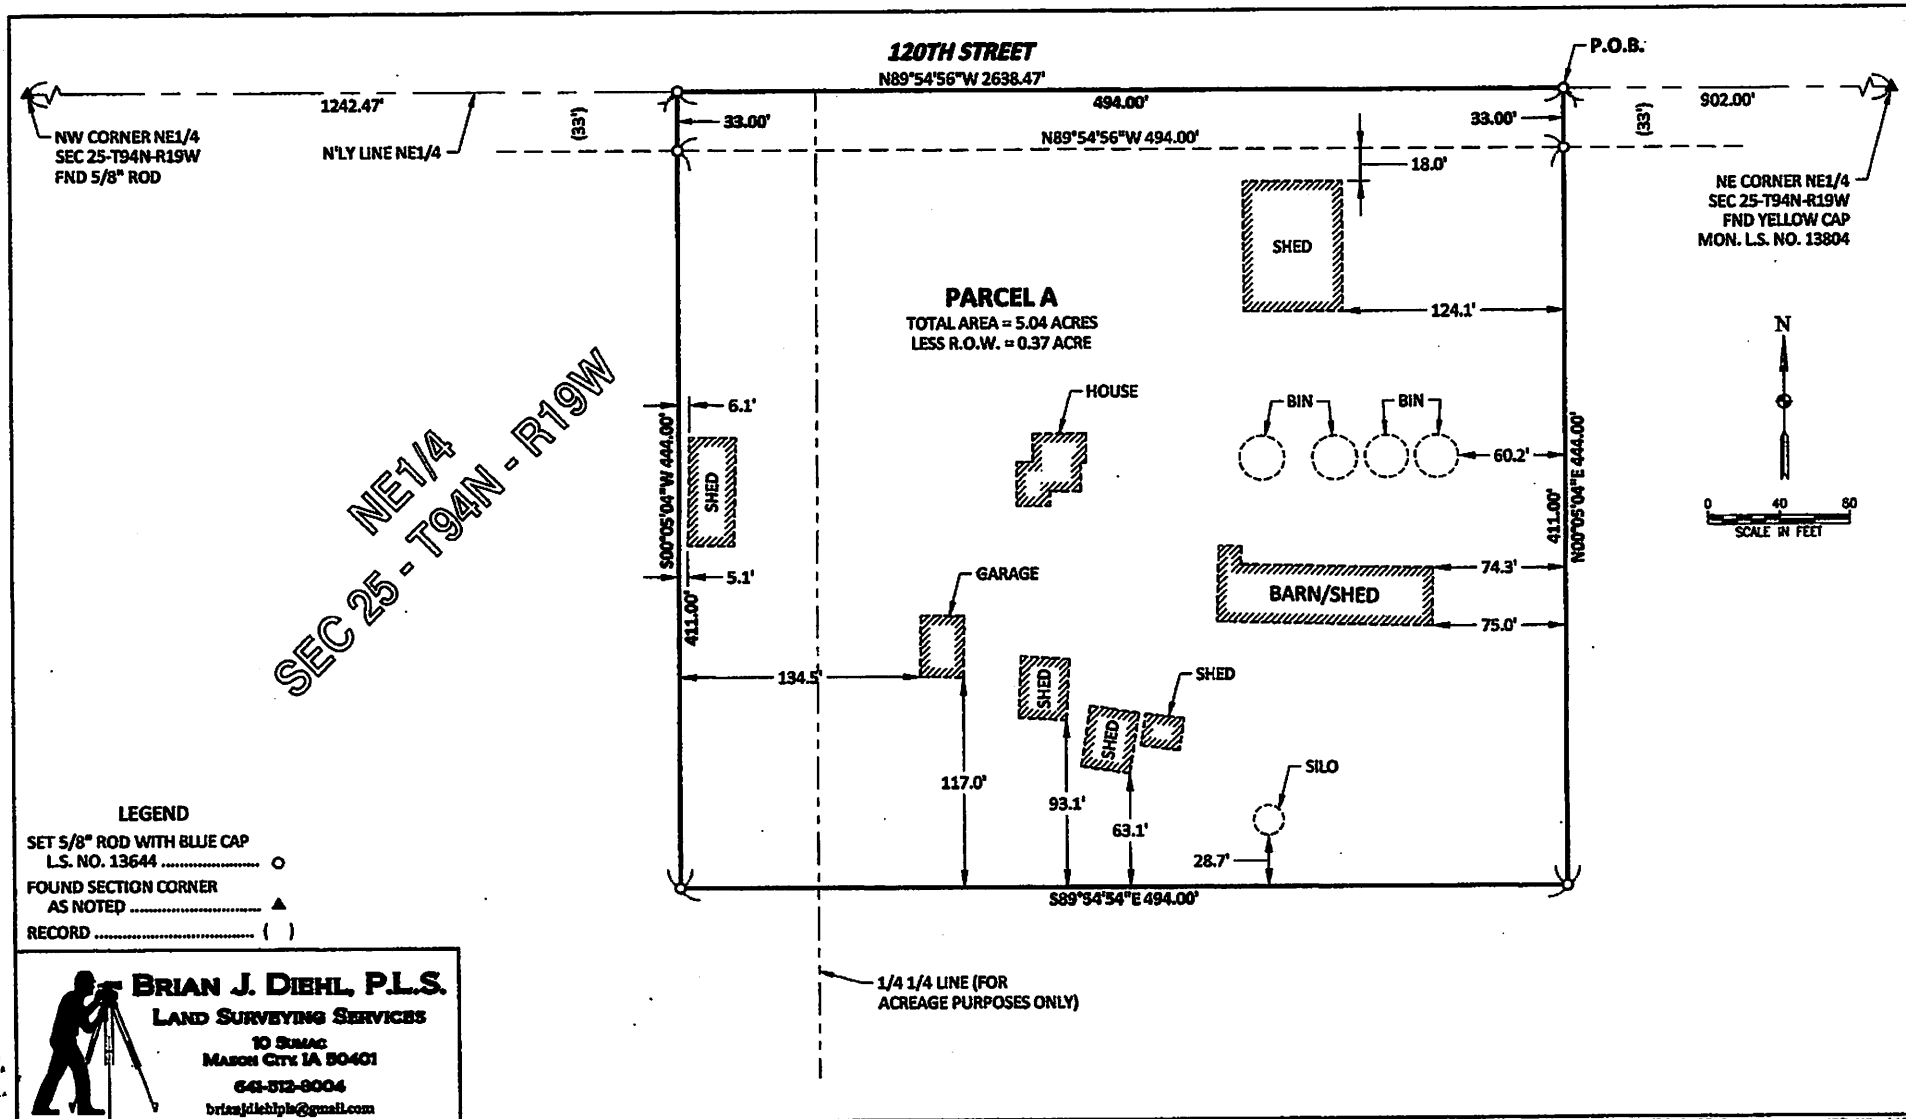 120TH STREET
N89°54'56"W 2638.47'
P.O.B.
1242.47'
494.00'
902.00'
(33')
33.00'
33.00'
(33')
N89°54'56"W 494.00'
NW CORNER NE1/4
SEC 25-T94N-R19W
FND 5/8" ROD
N'LY LINE NE1/4
18.0'
NE CORNER NE1/4
SEC 25-T94N-R19W
FND YELLOW CAP
MON. L.S. NO. 13804
SHED
124.1'
PARCEL A
TOTAL AREA = 5.04 ACRES
LESS R.O.W. = 0.37 ACRE
N
0 40 80
SCALE IN FEET
NE1/4
SEC 25 - T94N - R19W
6.1'
S00°05'04"W 444.00'
SHED
5.1'
411.00'
HOUSE
BIN
BIN
60.2'
411.00'
N00°05'04"E 444.00'
GARAGE
74.3'
BARN/SHED
75.0'
134.5'
SHED
SHED
SHED
117.0'
93.1'
63.1'
SILO
28.7'
S89°54'54"E 494.00'
1/4 1/4 LINE (FOR
ACREAGE PURPOSES ONLY)
LEGEND
SET 5/8" ROD WITH BLUE CAP
L.S. NO. 13644 ......................
FOUND SECTION CORNER
AS NOTED .............................
RECORD ................................... ( )
BRIAN J. DIEHL, P.L.S.
LAND SURVEYING SERVICES
10 SUMAC
MASON CITY, IA 50401
641-512-8004
brianjdiehlpls@gmail.com